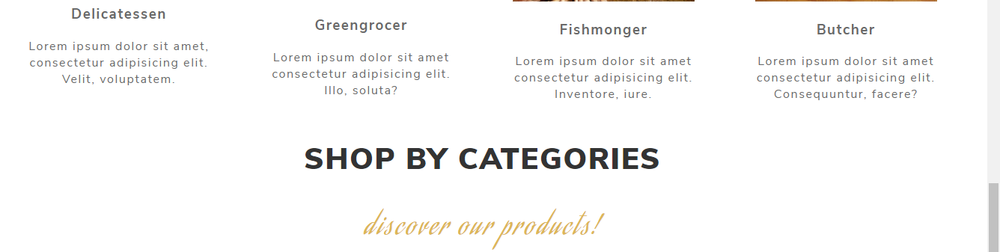 Delicatessen
Lorem ipsum dolor sit amet,
consectetur adipisicing elit.
Velit, voluptatem.
Greengrocer
Lorem ipsum dolor sit amet
consectetur adipisicing elit.
Illo, soluta?
Fishmonger
Lorem ipsum dolor sit amet
consectetur adipisicing elit.
Inventore, iure.
Butcher
Lorem ipsum dolor sit amet
consectetur adipisicing elit.
Consequuntur, facere?
SHOP BY CATEGORIES
discover our products!